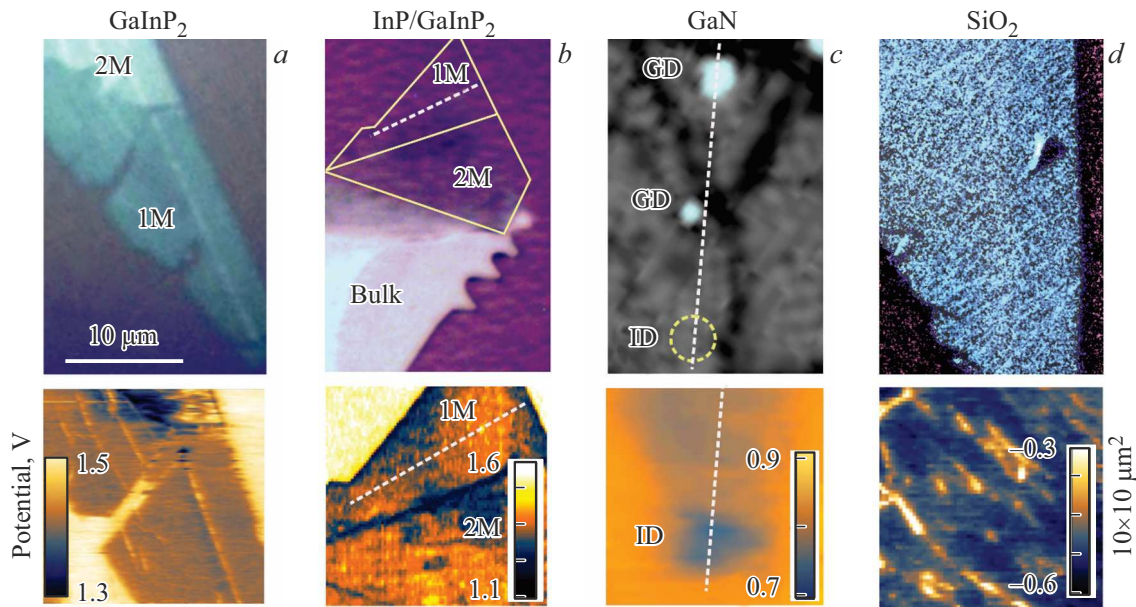 GaInP₂
InP/GaInP₂
GaN
SiO₂
2M
a
1M
b
GD
c
d
1M
2M
GD
Bulk
10 μm
ID
1M
1.5
1.6
0.9
–0.3
Potential, V
2M
ID
10×10 μm²
1.3
1.1
0.7
–0.6